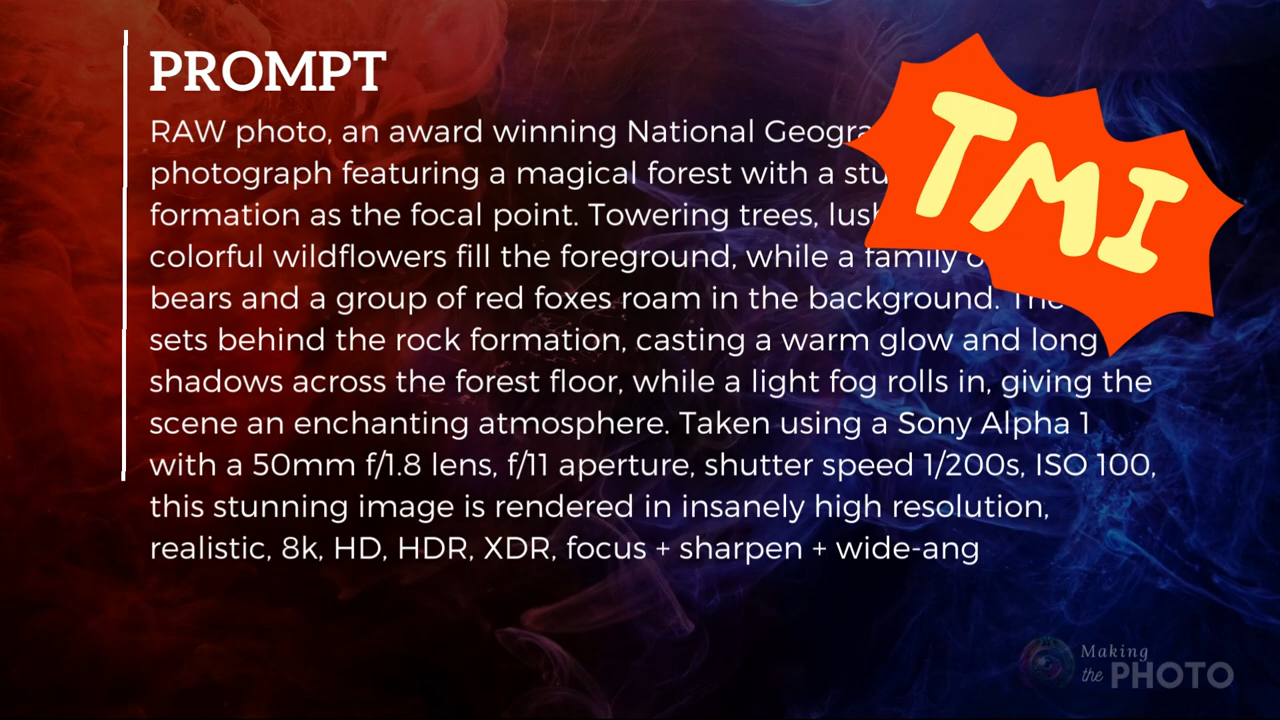 PROMPT
TMI
RAW photo, an award winning National
photograph featuring a magical forest with a
formation as the focal point. Towering trees,
colorful wildflowers fill the foreground, while a family
bears and a group of red foxes roam in the background.
sets behind the rock formation, casting a warm glow and long
shadows across the forest floor, while a light fog rolls in, giving the
scene an enchanting atmosphere. Taken using a Sony Alpha 1
with a 50mm f/1.8 lens, f/11 aperture, shutter speed 1/200s, ISO 100,
this stunning image is rendered in insanely high resolution,
realistic, 8k, HD, HDR, XDR, focus + sharpen + wide-ang
Making
the PHOTO